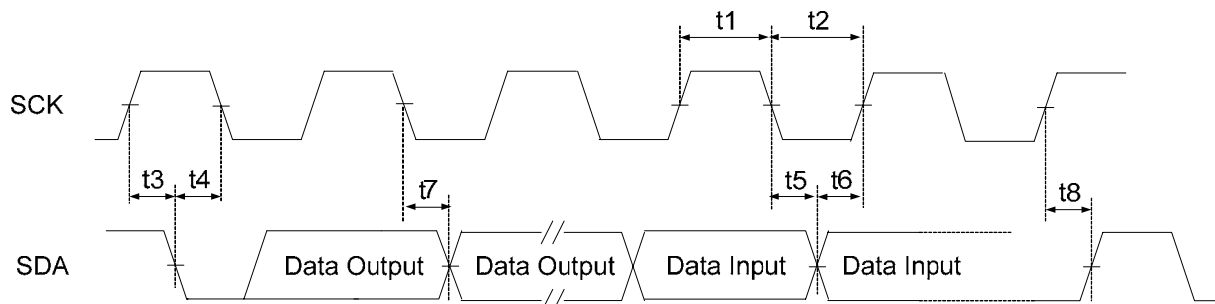 t1 t2
SCK
t3 t4 t7 t5 t6 t8
SDA Data Output Data Output Data Input Data Input